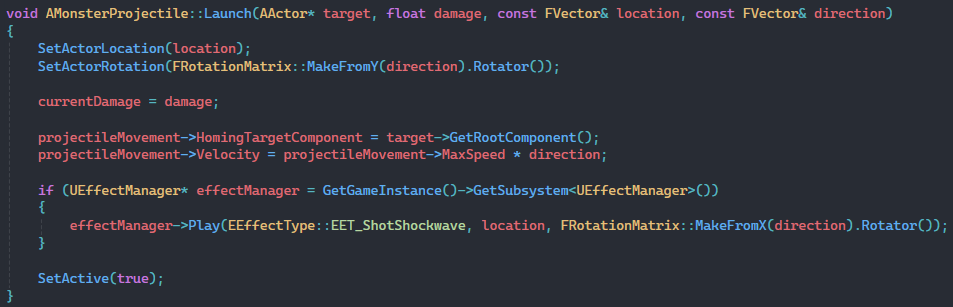 void AMonsterProjectile::Launch(AActor* target, float damage, const FVector& location, const FVector& direction)
{
    SetActorLocation(location);
    SetActorRotation(FRotationMatrix::MakeFromY(direction).Rotator());

    currentDamage = damage;

    projectileMovement->HomingTargetComponent = target->GetRootComponent();
    projectileMovement->Velocity = projectileMovement->MaxSpeed * direction;

    if (UEffectManager* effectManager = GetGameInstance()->GetSubsystem<UEffectManager>())
    {
        effectManager->Play(EEffectType::EET_ShotShockwave, location, FRotationMatrix::MakeFromX(direction).Rotator());
    }

    SetActive(true);
}